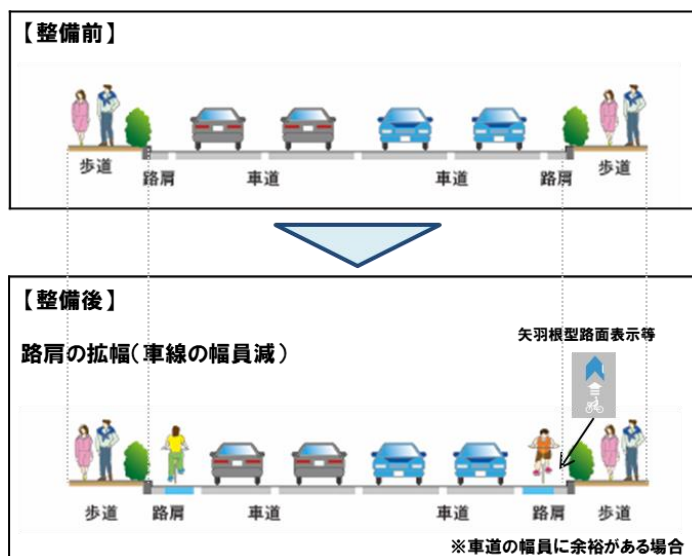 【整備前】
歩道 路肩 車道 車道 路肩 歩道
【整備後】
路肩の拡幅(車線の幅員減)
矢羽根型路面表示等
歩道 路肩 車道 車道 路肩 歩道
※車道の幅員に余裕がある場合